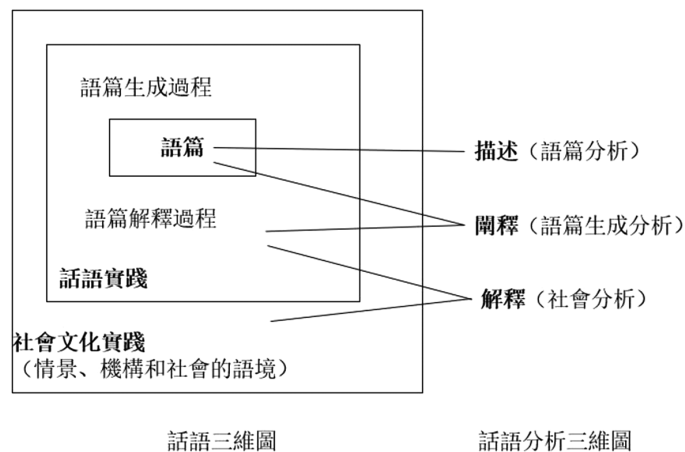 語篇生成過程
語篇
描述（語篇分析）
語篇解釋過程
闡釋（語篇生成分析）
話語實踐
解釋（社會分析）
社會文化實踐
（情景、機構和社會的語境）
話語三維圖
話語分析三維圖